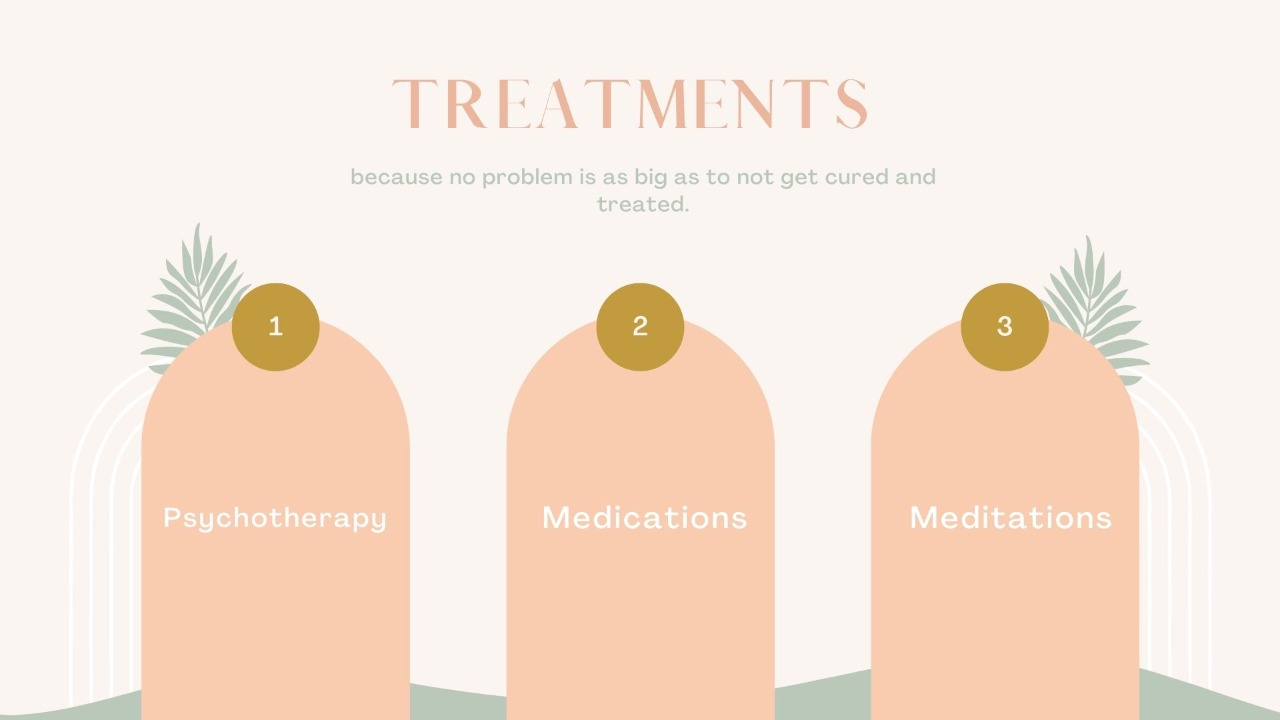 TREATMENTS
because no problem is as big as to not get cured and
treated.
1
2
3
Psychotherapy
Medications
Meditations